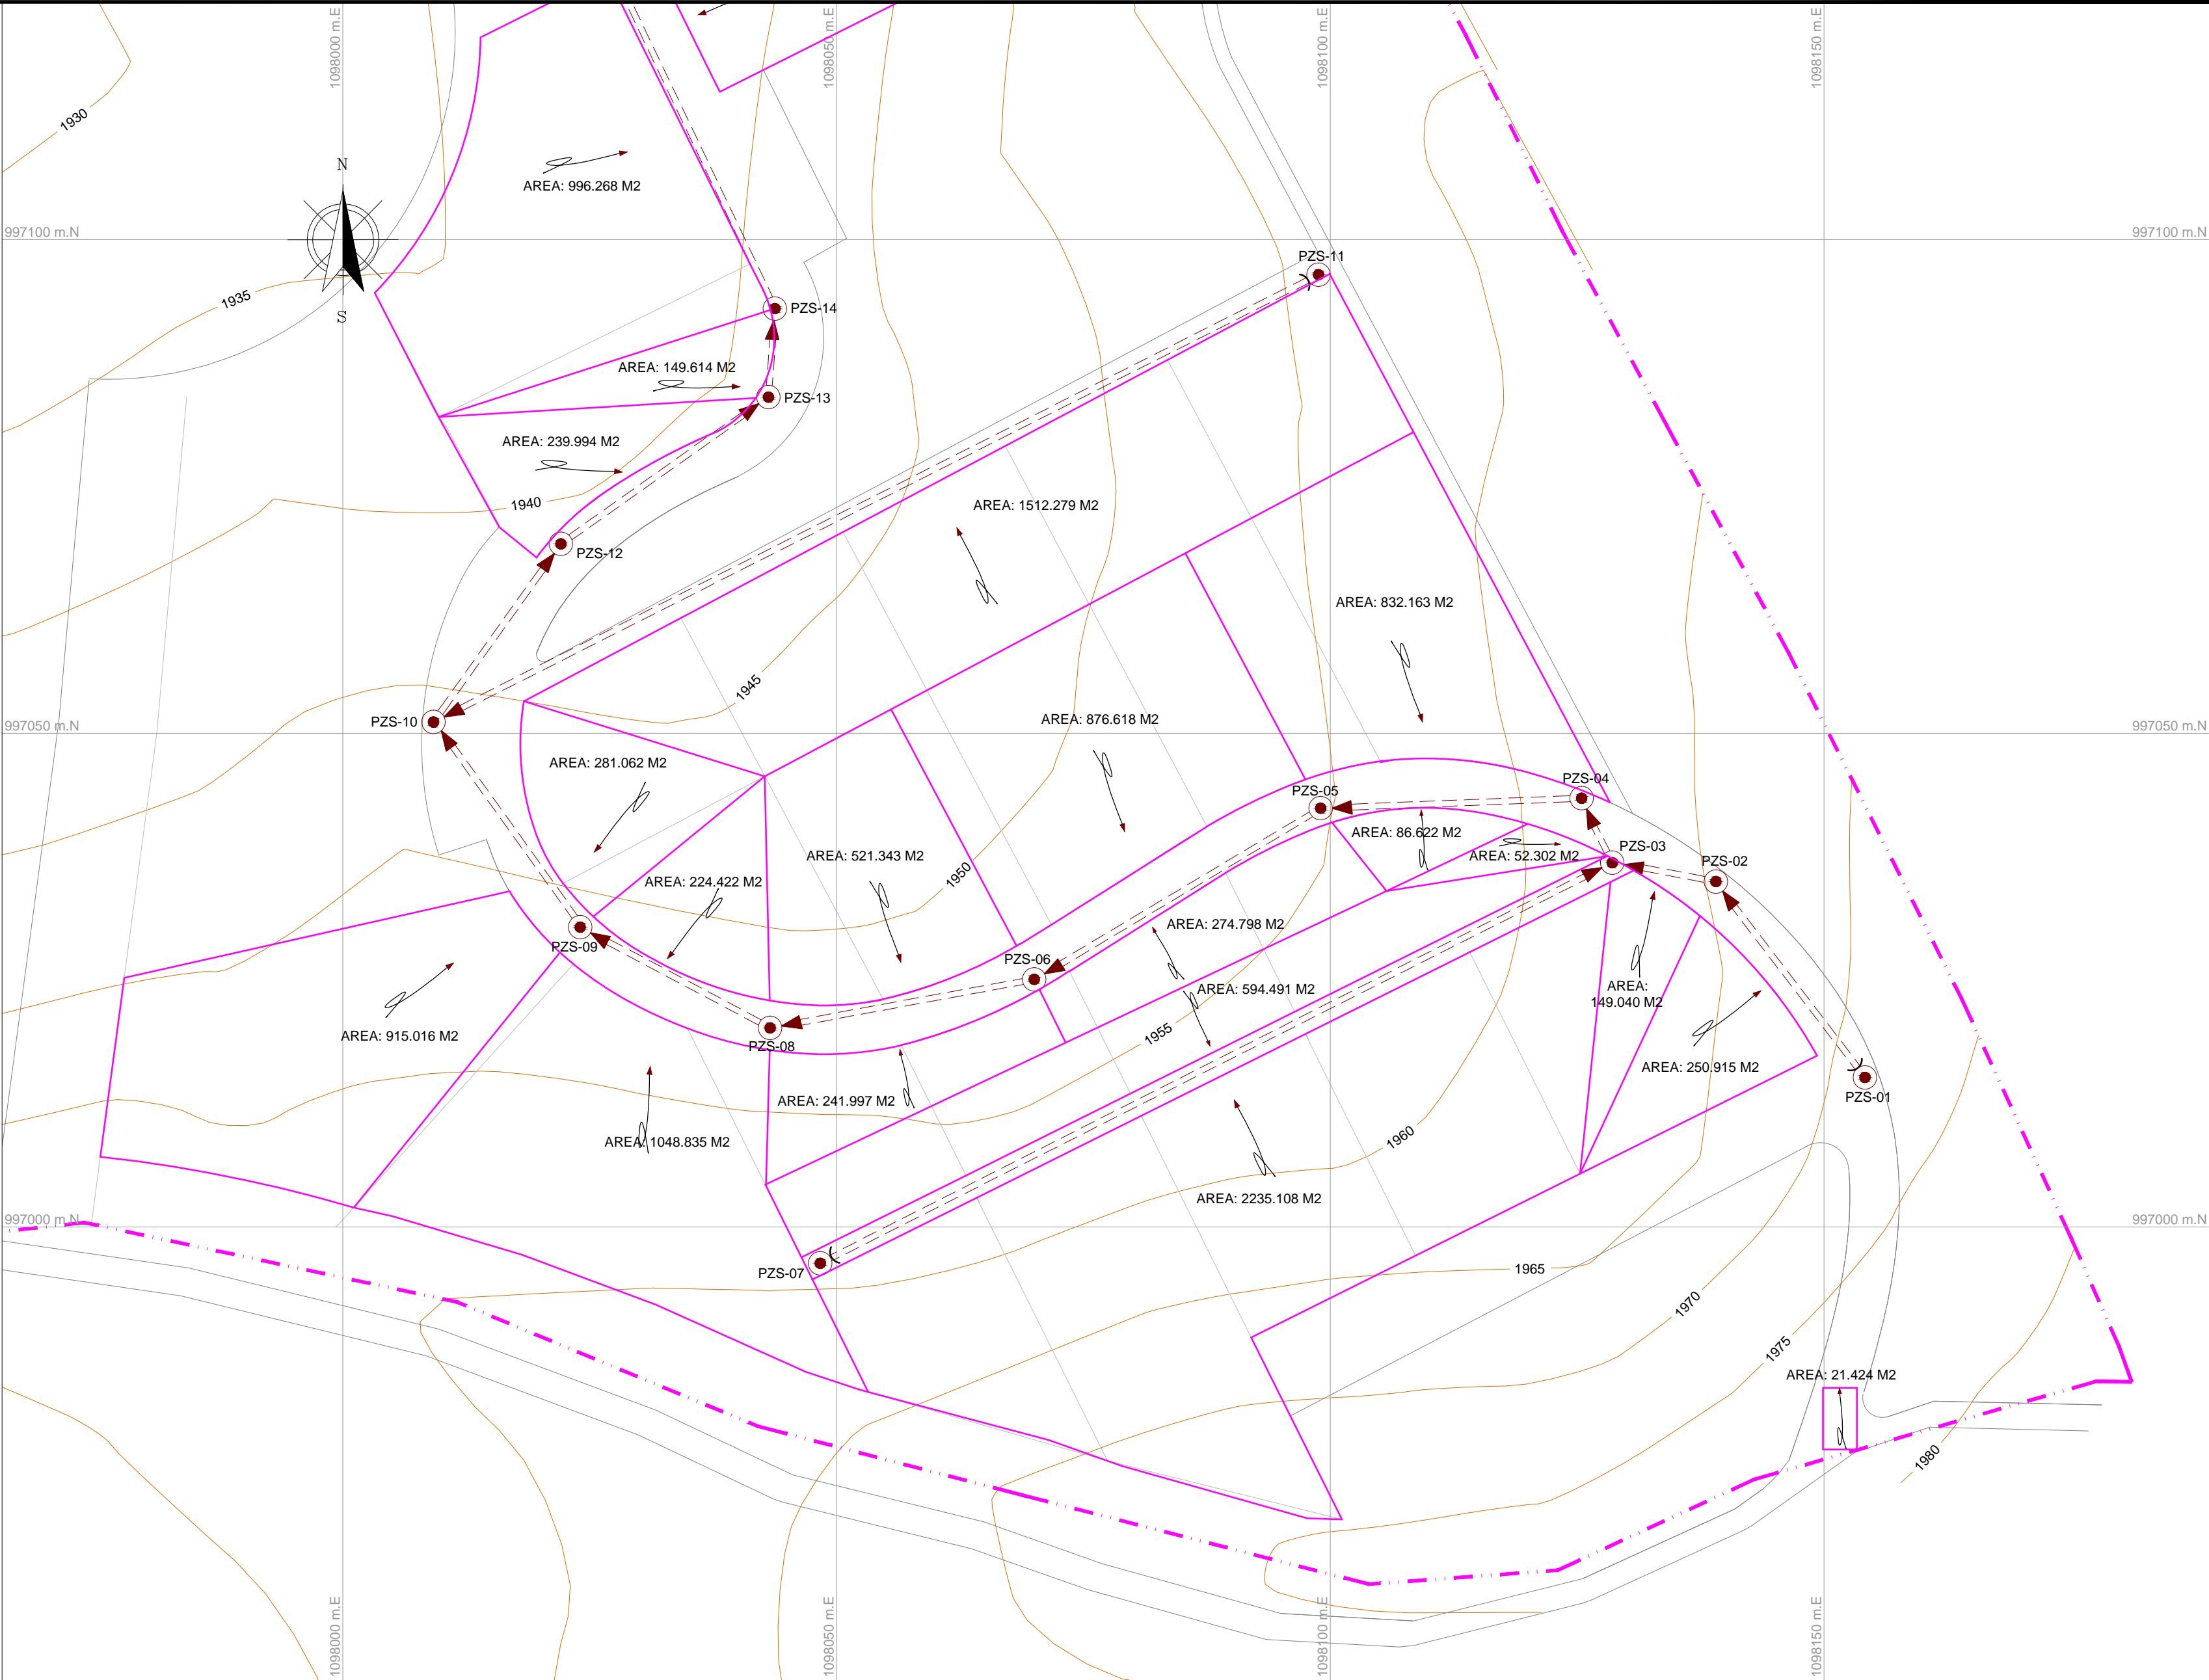 1098000 m.E
1098050 m.E
1098100 m.E
1098150 m.E
1930
N
AREA: 996.268 M2
997100 m.N
997100 m.N
PZS-11
1935
S
PZS-14
AREA: 149.614 M2
PZS-13
AREA: 239.994 M2
1940
AREA: 1512.279 M2
PZS-12
AREA: 832.163 M2
1945
PZS-10
AREA: 876.618 M2
997050 m.N
997050 m.N
AREA: 281.062 M2
PZS-04
PZS-05
AREA: 86.622 M2
PZS-03
AREA: 521.343 M2
AREA: 52.302 M2
PZS-02
1950
AREA: 224.422 M2
AREA: 274.798 M2
PZS-09
PZS-06
AREA: 594.491 M2
AREA:
149.040 M2
AREA: 915.016 M2
1955
PZS-08
AREA: 250.915 M2
AREA: 241.997 M2
PZS-01
AREA: 1048.835 M2
1960
AREA: 2235.108 M2
997000 m.N
997000 m.N
PZS-07
1965
1970
1975
AREA: 21.424 M2
1980
1098000 m.E
1098050 m.E
1098100 m.E
1098150 m.E